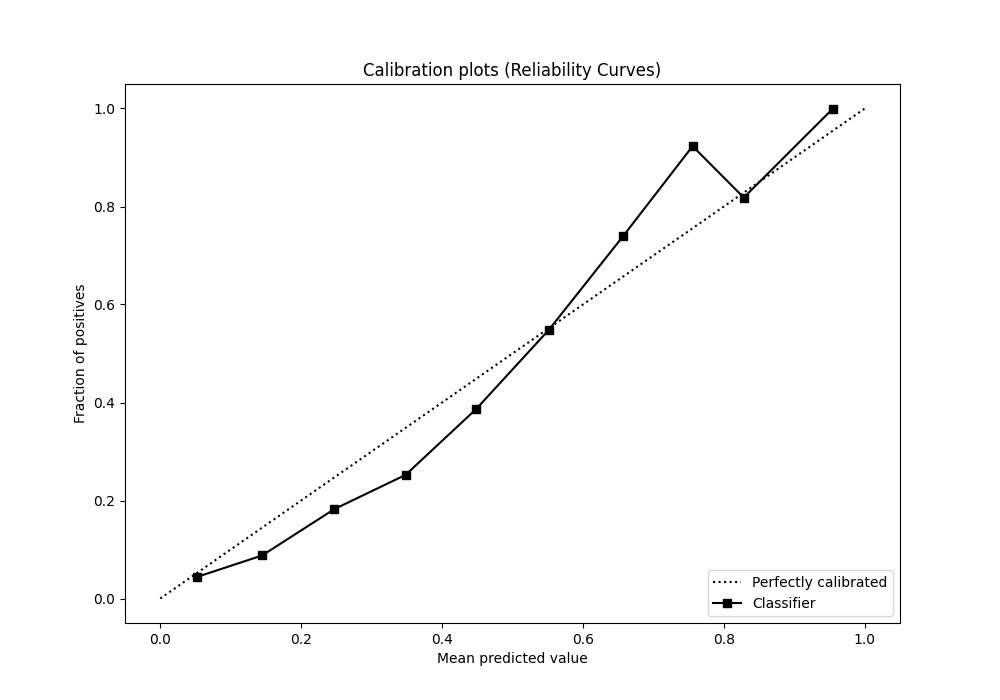 Calibration plots (Reliability Curves)
1.0
0.8
0.6
0.4
0.2
0.0
Fraction of positives
0.0 0.2 0.4 0.6 0.8 1.0
Mean predicted value
Perfectly calibrated
Classifier